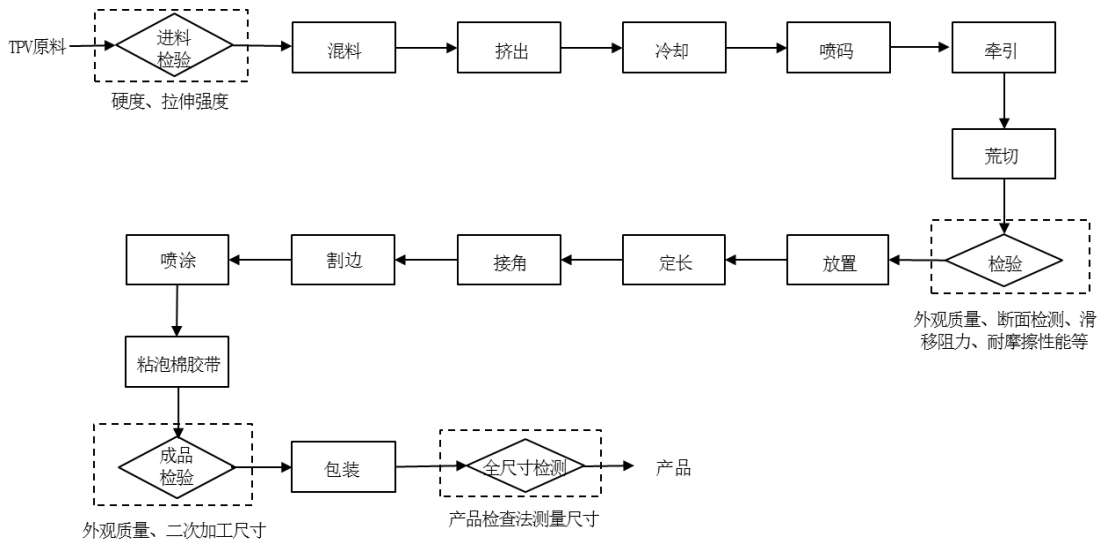 TPV原料
进料
检验
混料
挤出
冷却
喷码
牵引
硬度、拉伸强度
荒切
检验
放置
定长
接角
割边
喷涂
外观质量、断面检测、滑
移阻力、耐摩擦性能等
粘泡棉胶带
成品
检验
包装
全尺寸检测
产品
外观质量、二次加工尺寸
产品检查法测量尺寸